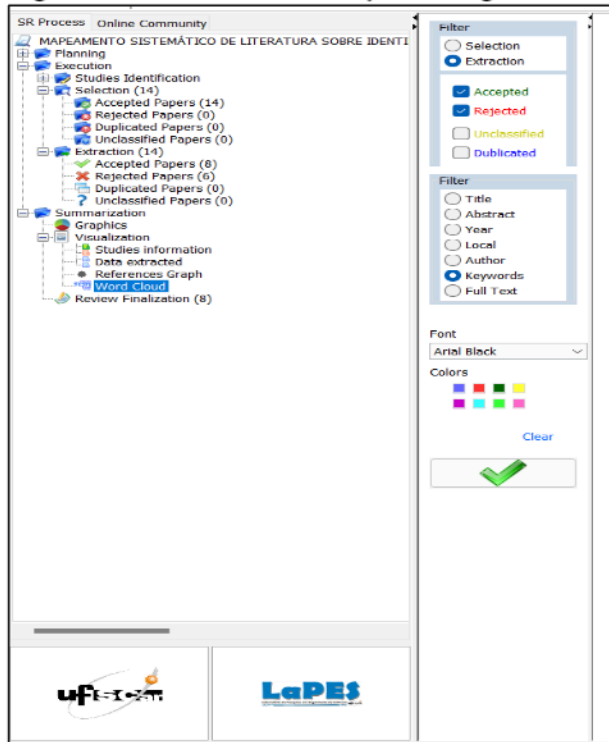 SR Process Online Community
MAPEAMENTO SISTEMÁTICO DE LITERATURA SOBRE IDENTI
Planning
Execution
Studies Identification
Selection (14)
Accepted Papers (14)
Rejected Papers (0)
Duplicated Papers (0)
Unclassified Papers (0)
Extraction (14)
Accepted Papers (8)
Rejected Papers (6)
Duplicated Papers (0)
Unclassified Papers (0)
Summarization
Graphics
Visualization
Studies information
Data extracted
References Graph
Word Cloud
Review Finalization (8)
Filter
Selection
Extraction
Accepted
Rejected
Unclassified
Dublicated
Filter
Title
Abstract
Year
Local
Author
Keywords
Full Text
Font
Arial Black
Colors
Clear
LaPES